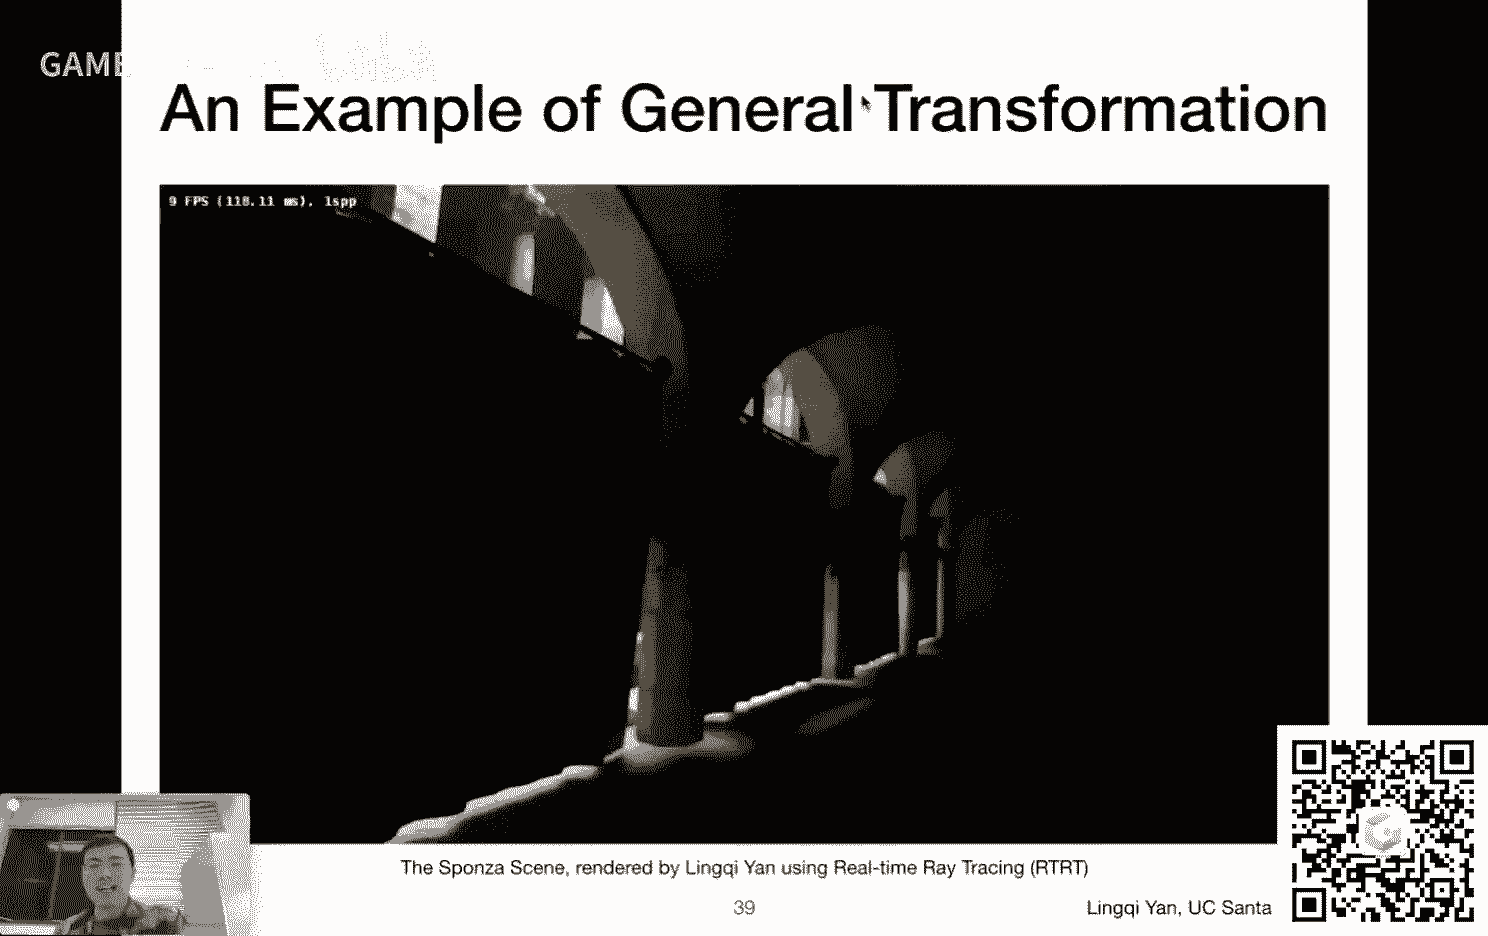 GAME
An Example of General Transformation
9 FPS (118.11 ms), 1spp
The Sponza Scene, rendered by Lingqi Yan using Real-time Ray Tracing (RTRT)
39
Lingqi Yan, UC Santa